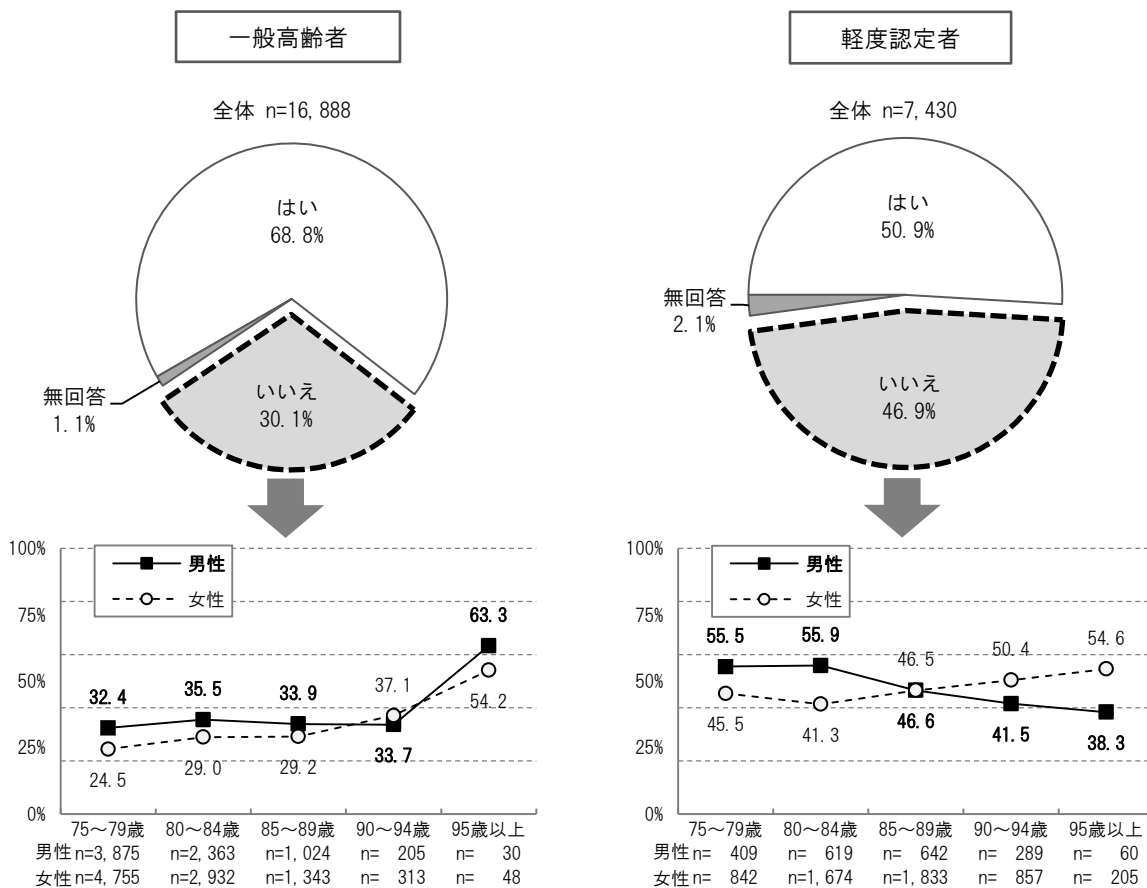 一般高齢者
全体 n=16,888
はい
68.8%
無回答
1.1%
いいえ
30.1%
100%
75%
50%
25%
0%
男性
女性
32.4 35.5 33.9 33.7 63.3
24.5 29.0 29.2 37.1 54.2
75～79歳 80～84歳 85～89歳 90～94歳 95歳以上
男性 n=3,875 n=2,363 n=1,024 n= 205 n= 30
女性 n=4,755 n=2,932 n=1,343 n= 313 n= 48
軽度認定者
全体 n=7,430
はい
50.9%
無回答
2.1%
いいえ
46.9%
100%
75%
50%
25%
0%
男性
女性
55.5 55.9 46.6 41.5 38.3
45.5 41.3 46.5 50.4 54.6
75～79歳 80～84歳 85～89歳 90～94歳 95歳以上
男性 n= 409 n= 619 n= 642 n= 289 n= 60
女性 n= 842 n=1,674 n=1,833 n= 857 n= 205